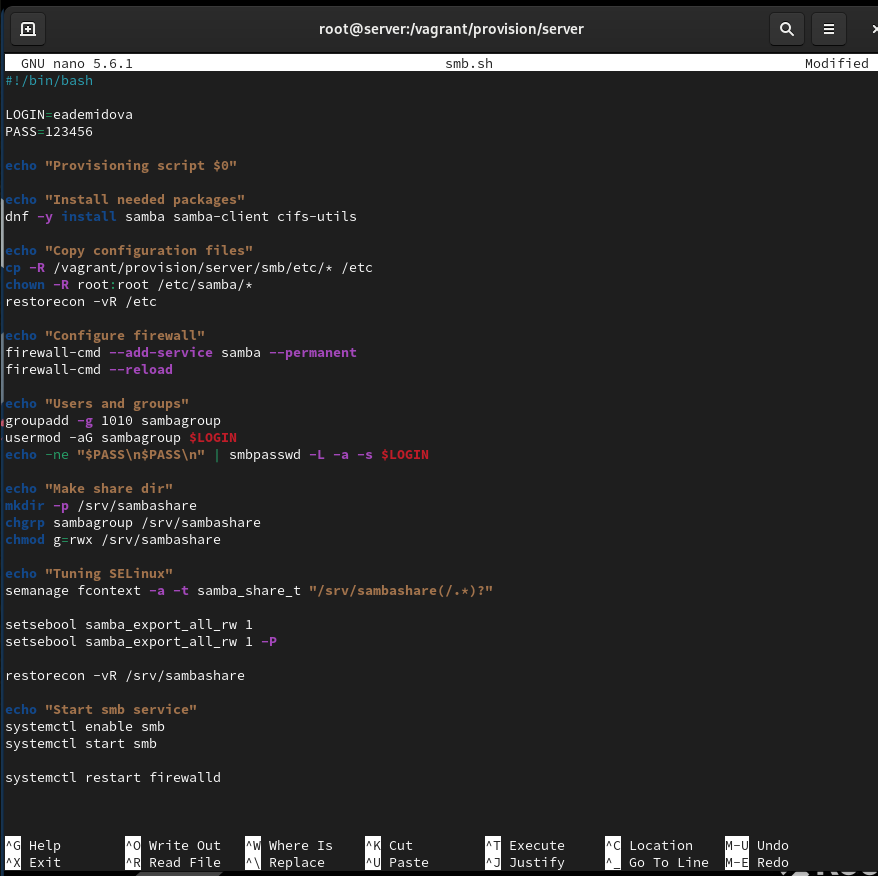 root@server:/vagrant/provision/server
GNU nano 5.6.1 smb.sh Modified
#!/bin/bash
LOGIN=eademidova
PASS=123456
echo "Provisioning script $0"
echo "Install needed packages"
dnf -y install samba samba-client cifs-utils
echo "Copy configuration files"
cp -R /vagrant/provision/server/smb/etc/* /etc
chown -R root:root /etc/samba/*
restorecon -vR /etc
echo "Configure firewall"
firewall-cmd --add-service samba --permanent
firewall-cmd --reload
echo "Users and groups"
groupadd -g 1010 sambagroup
usermod -aG sambagroup $LOGIN
echo -ne "$PASS\n$PASS\n" | smbpasswd -L -a -s $LOGIN
echo "Make share dir"
mkdir -p /srv/sambashare
chgrp sambagroup /srv/sambashare
chmod g=rwx /srv/sambashare
echo "Tuning SELinux"
semanage fcontext -a -t samba_share_t "/srv/sambashare(/.*)?"
setsebool samba_export_all_rw 1
setsebool samba_export_all_rw 1 -P
restorecon -vR /srv/sambashare
echo "Start smb service"
systemctl enable smb
systemctl start smb
systemctl restart firewalld
^G Help ^O Write Out ^W Where Is ^K Cut ^T Execute ^C Location M-U Undo
^X Exit ^R Read File ^\ Replace ^U Paste ^J Justify ^_ Go To Line M-E Redo